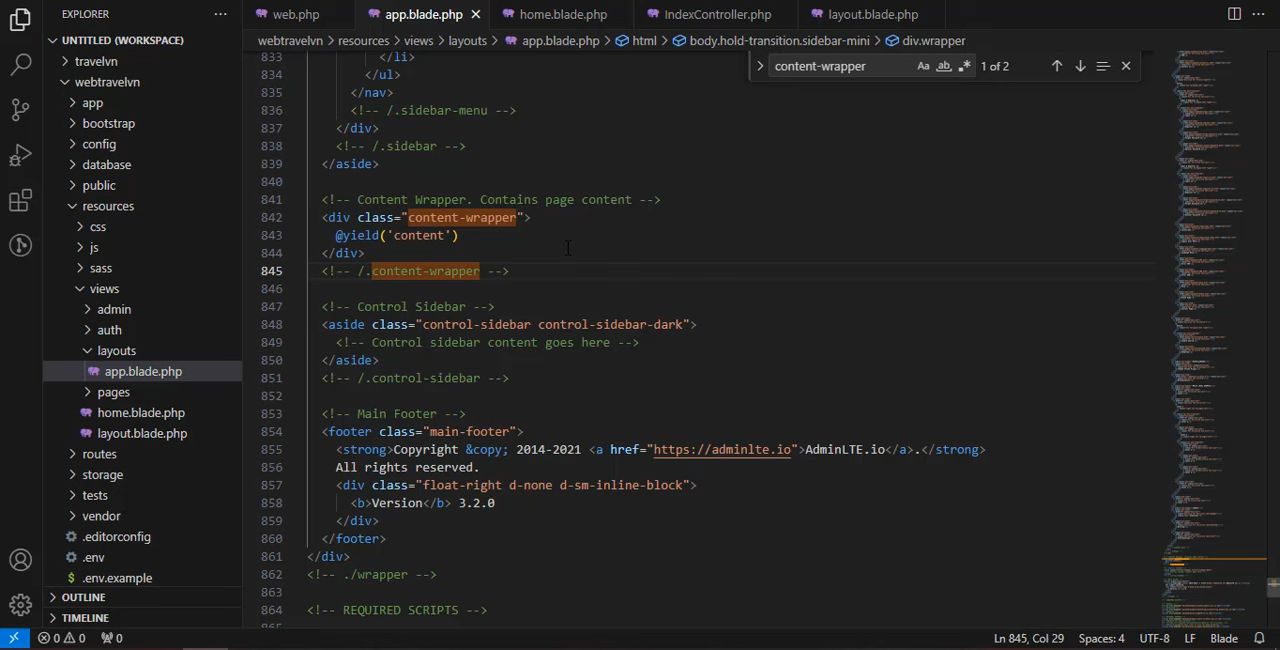 EXPLORER
...
web.php
app.blade.php
home.blade.php
IndexController.php
layout.blade.php
...
UNTITLED (WORKSPACE)
webtravelvn > resources > views > layouts > app.blade.php > html > body.hold-transition.sidebar-mini > div.wrapper
content-wrapper
Aa
ab
.*
1 of 2
travelvn
webtravelvn
app
bootstrap
config
database
public
resources
css
js
sass
views
admin
auth
layouts
app.blade.php
pages
home.blade.php
layout.blade.php
routes
storage
tests
vendor
.editorconfig
.env
$ .env.example
OUTLINE
TIMELINE
833 </li>
834 </ul>
835 </nav>
836 <!-- /.sidebar-menu -->
837 </div>
838 <!-- /.sidebar -->
839 </aside>
840
841 <!-- Content Wrapper. Contains page content -->
842 <div class="content-wrapper">
843 @yield('content')
844 </div>
845 <!-- /.content-wrapper -->
846
847 <!-- Control Sidebar -->
848 <aside class="control-sidebar control-sidebar-dark">
849 <!-- Control sidebar content goes here -->
850 </aside>
851 <!-- /.control-sidebar -->
852
853 <!-- Main Footer -->
854 <footer class="main-footer">
855 <strong>Copyright &copy; 2014-2021 <a href="https://adminlte.io">AdminLTE.io</a>.</strong>
856 All rights reserved.
857 <div class="float-right d-none d-sm-inline-block">
858 <b>Version</b> 3.2.0
859 </div>
860 </footer>
861 </div>
862 <!-- ./wrapper -->
863
864 <!-- REQUIRED SCRIPTS -->
0 0 0
Ln 845, Col 29
Spaces: 4
UTF-8
LF
Blade